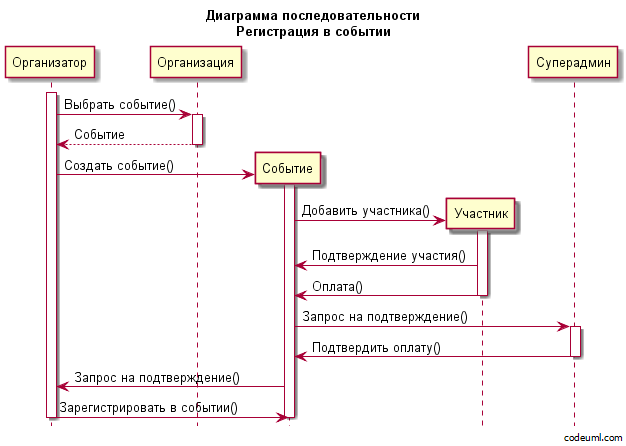 Диаграмма последовательности
Регистрация в событии
Организатор
Организация
Суперадмин
Выбрать событие()
Событие
Создать событие()
Событие
Добавить участника()
Участник
Подтверждение участия()
Оплата()
Запрос на подтверждение()
Подтвердить оплату()
Запрос на подтверждение()
Зарегистрировать в событии()
codeuml.com